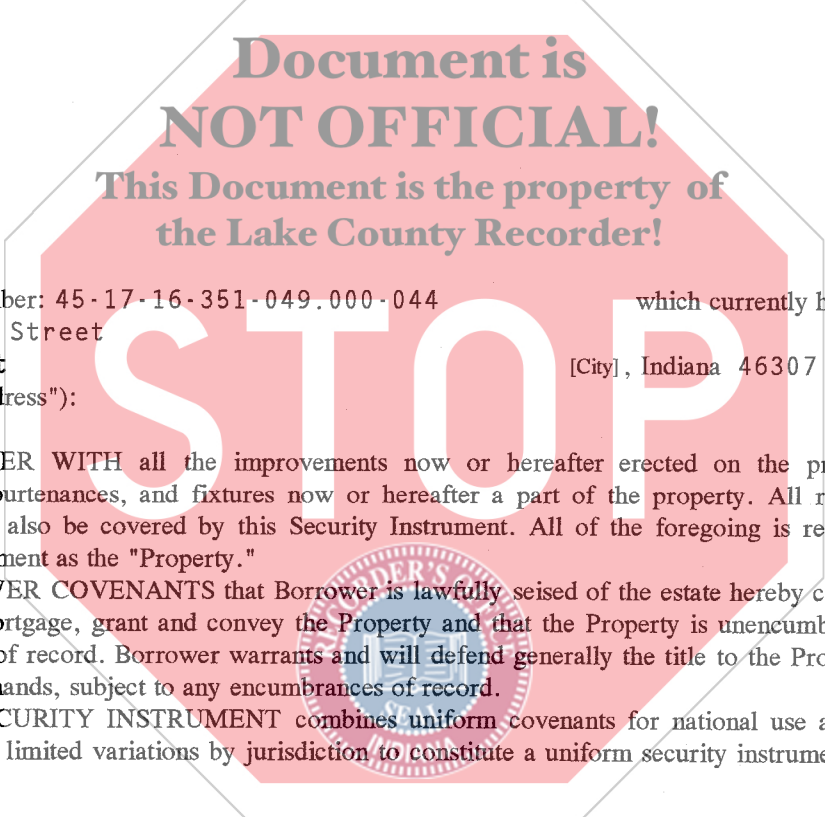 Document is
NOT OFFICIAL!
This Document is the property of
the Lake County Recorder!
STOP
ber: 45-17-16-351-049.000-044 which currently h
Street
t [City], Indiana 46307
dress"):
ER WITH all the improvements now or hereafter erected on the pr
ourtenances, and fixtures now or hereafter a part of the property. All r
also be covered by this Security Instrument. All of the foregoing is re
ment as the "Property."
VER COVENANTS that Borrower is lawfully seised of the estate hereby c
ortgage, grant and convey the Property and that the Property is unencumb
of record. Borrower warrants and will defend generally the title to the Pro
ands, subject to any encumbrances of record.
CURITY INSTRUMENT combines uniform covenants for national use a
limited variations by jurisdiction to constitute a uniform security instrume
RECORDER'S
SEAL